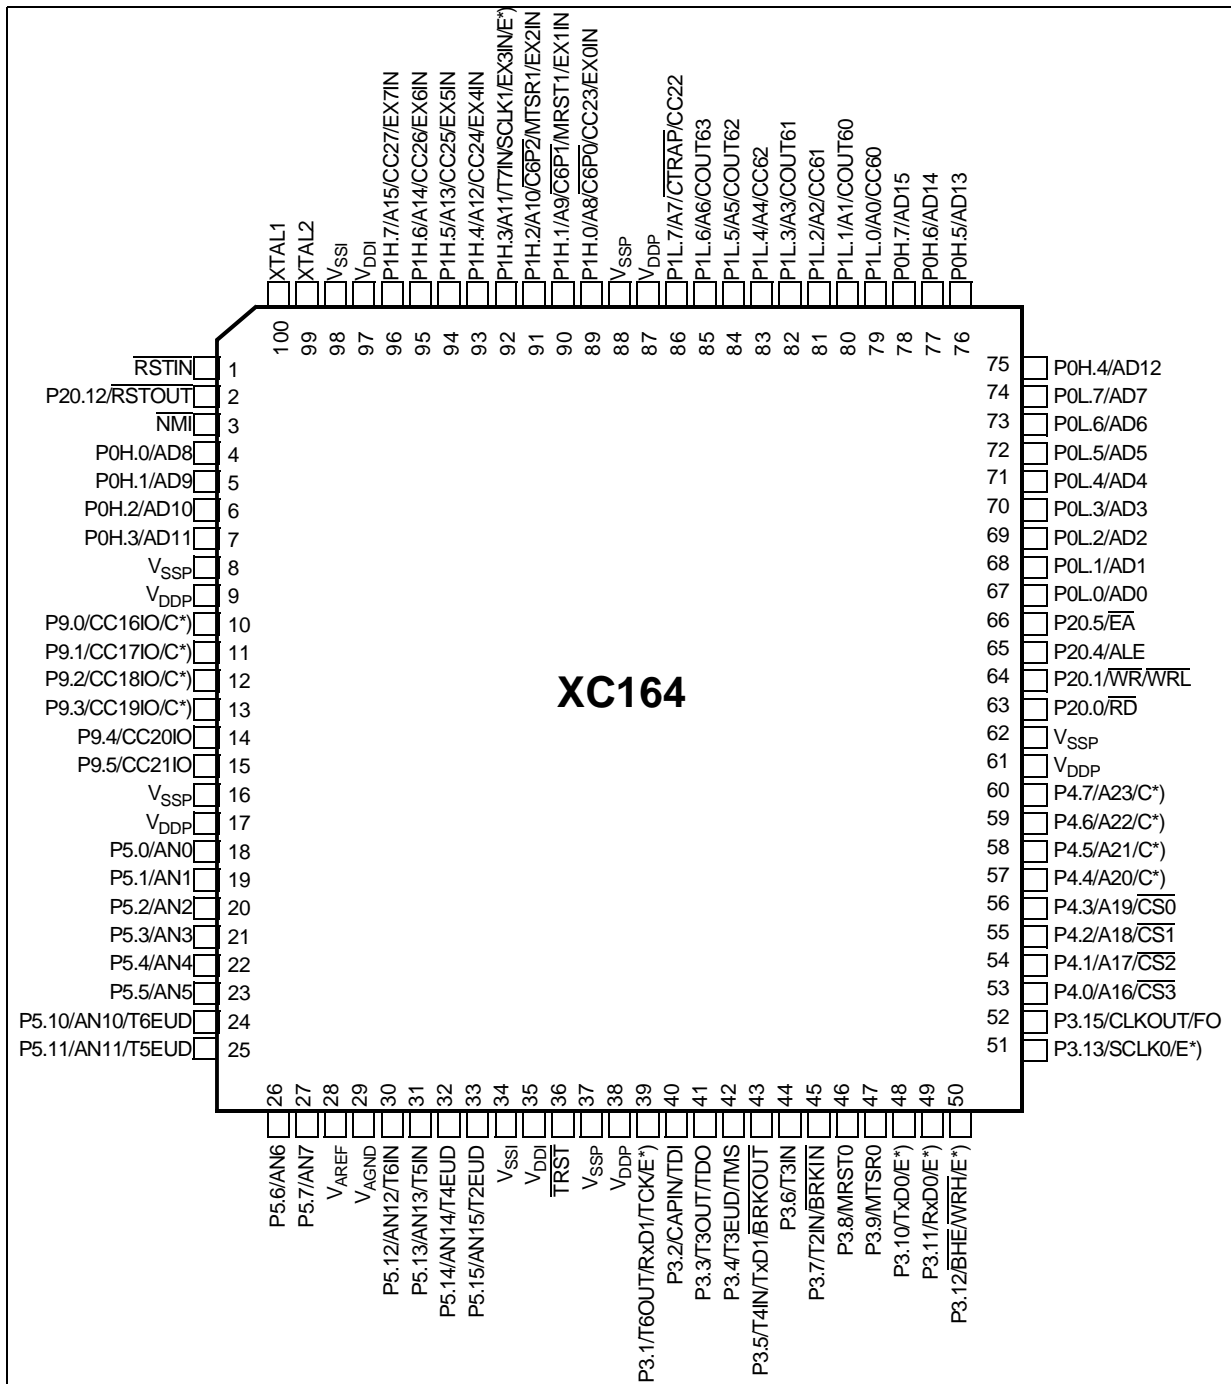 XTAL1
XTAL2
VSSI
VDDI
P1H.7/A15/CC27/EX7IN
P1H.6/A14/CC26/EX6IN
P1H.5/A13/CC25/EX5IN
P1H.4/A12/CC24/EX4IN
P1H.3/A11/T7IN/SCLK1/EX3IN/E*)
P1H.2/A10/C6P2/MTSR1/EX2IN
P1H.1/A9/C6P1/MRST1/EX1IN
P1H.0/A8/C6P0/CC23/EX0IN
VSSP
VDDP
P1L.7/A7/CTRAP/CC22
P1L.6/A6/COUT63
P1L.5/A5/COUT62
P1L.4/A4/CC62
P1L.3/A3/COUT61
P1L.2/A2/CC61
P1L.1/A1/COUT60
P1L.0/A0/CC60
P0H.7/AD15
P0H.6/AD14
P0H.5/AD13
100
99
98
97
96
95
94
93
92
91
90
89
88
87
86
85
84
83
82
81
80
79
78
77
76
RSTIN 1
P20.12/RSTOUT 2
NMI 3
P0H.0/AD8 4
P0H.1/AD9 5
P0H.2/AD10 6
P0H.3/AD11 7
VSSP 8
VDDP 9
P9.0/CC16IO/C*) 10
P9.1/CC17IO/C*) 11
P9.2/CC18IO/C*) 12
P9.3/CC19IO/C*) 13
P9.4/CC20IO 14
P9.5/CC21IO 15
VSSP 16
VDDP 17
P5.0/AN0 18
P5.1/AN1 19
P5.2/AN2 20
P5.3/AN3 21
P5.4/AN4 22
P5.5/AN5 23
P5.10/AN10/T6EUD 24
P5.11/AN11/T5EUD 25
XC164
75 P0H.4/AD12
74 P0L.7/AD7
73 P0L.6/AD6
72 P0L.5/AD5
71 P0L.4/AD4
70 P0L.3/AD3
69 P0L.2/AD2
68 P0L.1/AD1
67 P0L.0/AD0
66 P20.5/EA
65 P20.4/ALE
64 P20.1/WR/WRL
63 P20.0/RD
62 VSSP
61 VDDP
60 P4.7/A23/C*)
59 P4.6/A22/C*)
58 P4.5/A21/C*)
57 P4.4/A20/C*)
56 P4.3/A19/CS0
55 P4.2/A18/CS1
54 P4.1/A17/CS2
53 P4.0/A16/CS3
52 P3.15/CLKOUT/FO
51 P3.13/SCLK0/E*)
26
27
28
29
30
31
32
33
34
35
36
37
38
39
40
41
42
43
44
45
46
47
48
49
50
P5.6/AN6
P5.7/AN7
VAREF
VAGND
P5.12/AN12/T6IN
P5.13/AN13/T5IN
P5.14/AN14/T4EUD
P5.15/AN15/T2EUD
VSSI
VDDI
TRST
VSSP
VDDP
P3.1/T6OUT/RxD1/TCK/E*)
P3.2/CAPIN/TDI
P3.3/T3OUT/TDO
P3.4/T3EUD/TMS
P3.5/T4IN/TxD1/BRKOUT
P3.6/T3IN
P3.7/T2IN/BRKIN
P3.8/MRST0
P3.9/MTSR0
P3.10/TxD0/E*)
P3.11/RxD0/E*)
P3.12/BHE/WRH/E*)